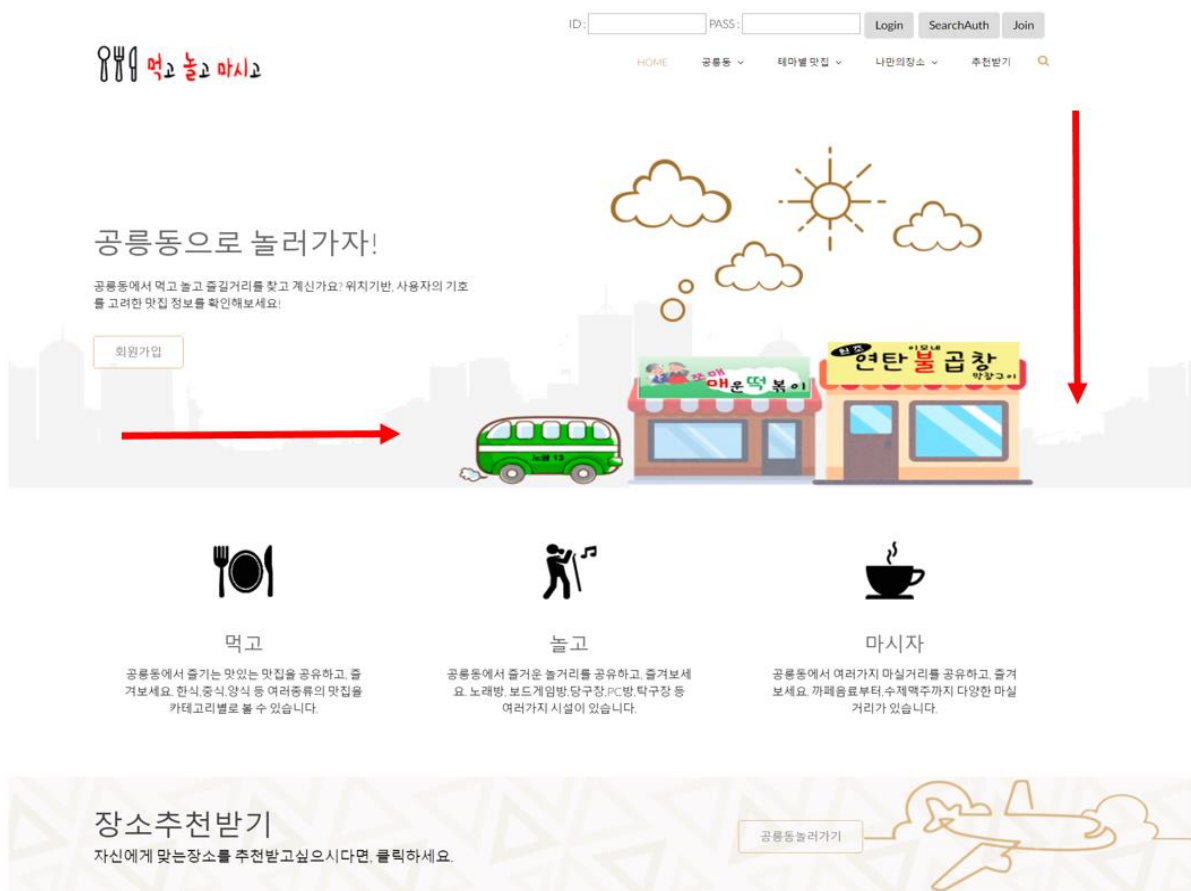 ID : PASS : Login SearchAuth Join
먹고 놀고 마시고
HOME 공릉동 테마별 맛집 나만의장소 추천받기
공릉동으로 놀러가자!
공릉동에서 먹고 놀고 즐길거리를 찾고 계신가요? 위치기반, 사용자의 기호
를 고려한 맛집 정보를 확인해보세요!
회원가입
원조 이모네
연탄불곱창
막창구이
쪼매
매운떡볶이
노원 13
먹고
공릉동에서 즐기는 맛있는 맛집을 공유하고, 즐
겨보세요. 한식,중식,양식 등 여러종류의 맛집을
카테고리별로 볼 수 있습니다.
놀고
공릉동에서 즐거운 놀거리를 공유하고, 즐겨보세
요. 노래방, 보드게임방,당구장,PC방,탁구장 등
여러가지 시설이 있습니다.
마시자
공릉동에서 여러가지 마실거리를 공유하고, 즐겨
보세요. 까페음료부터,수제맥주까지 다양한 마실
거리가 있습니다.
장소추천받기
자신에게 맞는장소를 추천받고싶으시다면, 클릭하세요.
공릉동놀러가기